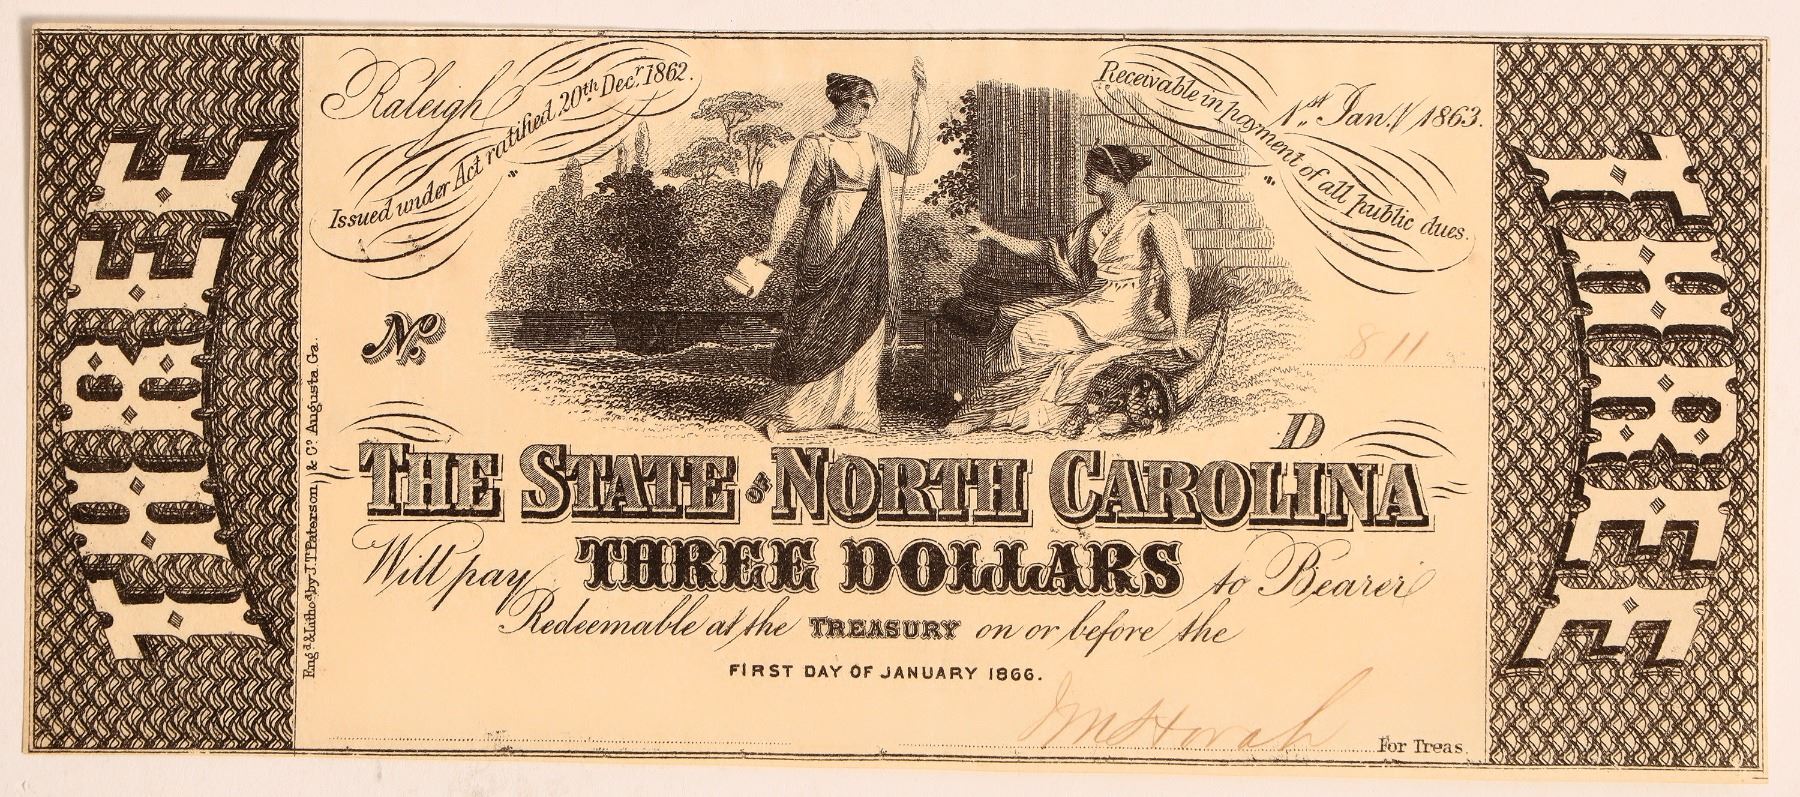 Raleigh
Issued under Act ratified 20th Decr. 1862.
Receivable in payment of all public dues.
1st Jany 1863.
No
811
D
THE STATE OF NORTH CAROLINA
Will pay THREE DOLLARS to Bearer
Redeemable at the TREASURY on or before the
FIRST DAY OF JANUARY 1866.
For Treas.
THREE
THREE
Engd & Lithod by J.T. Paterson & Co Augusta Ga.